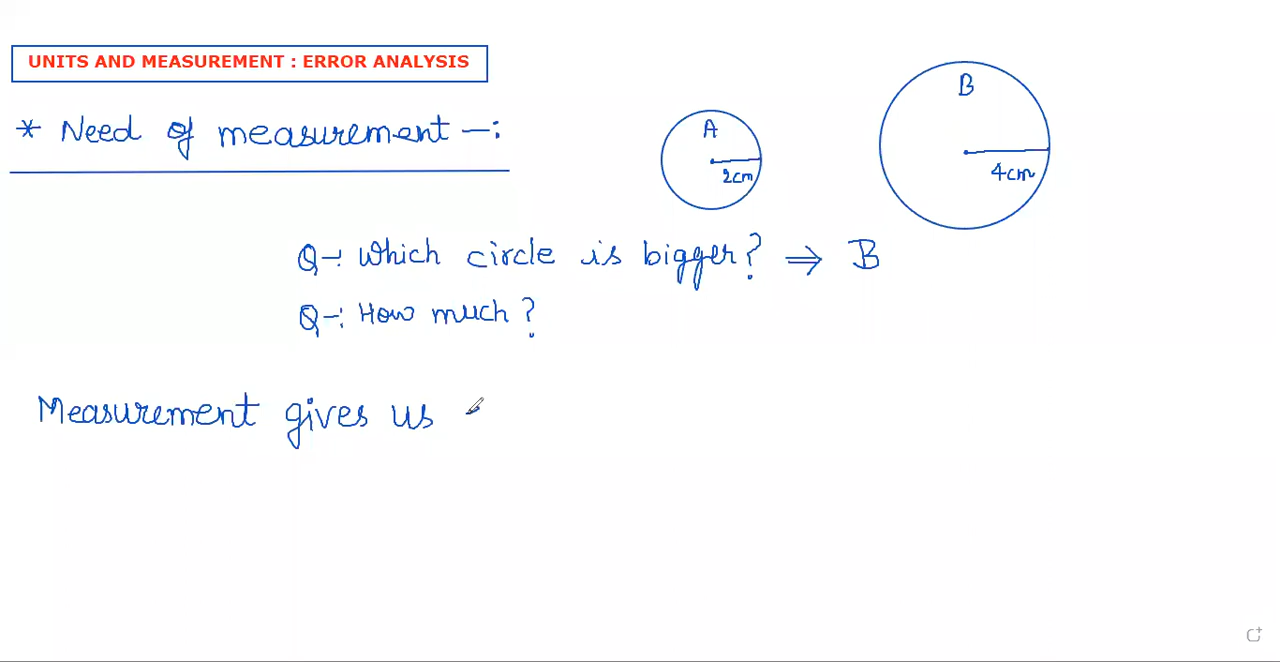 UNITS AND MEASUREMENT : ERROR ANALYSIS
* Need of measurement -:
A
2cm
B
4cm
Q-: Which circle is bigger? ⇒ B
Q-: How much?
Measurement gives us